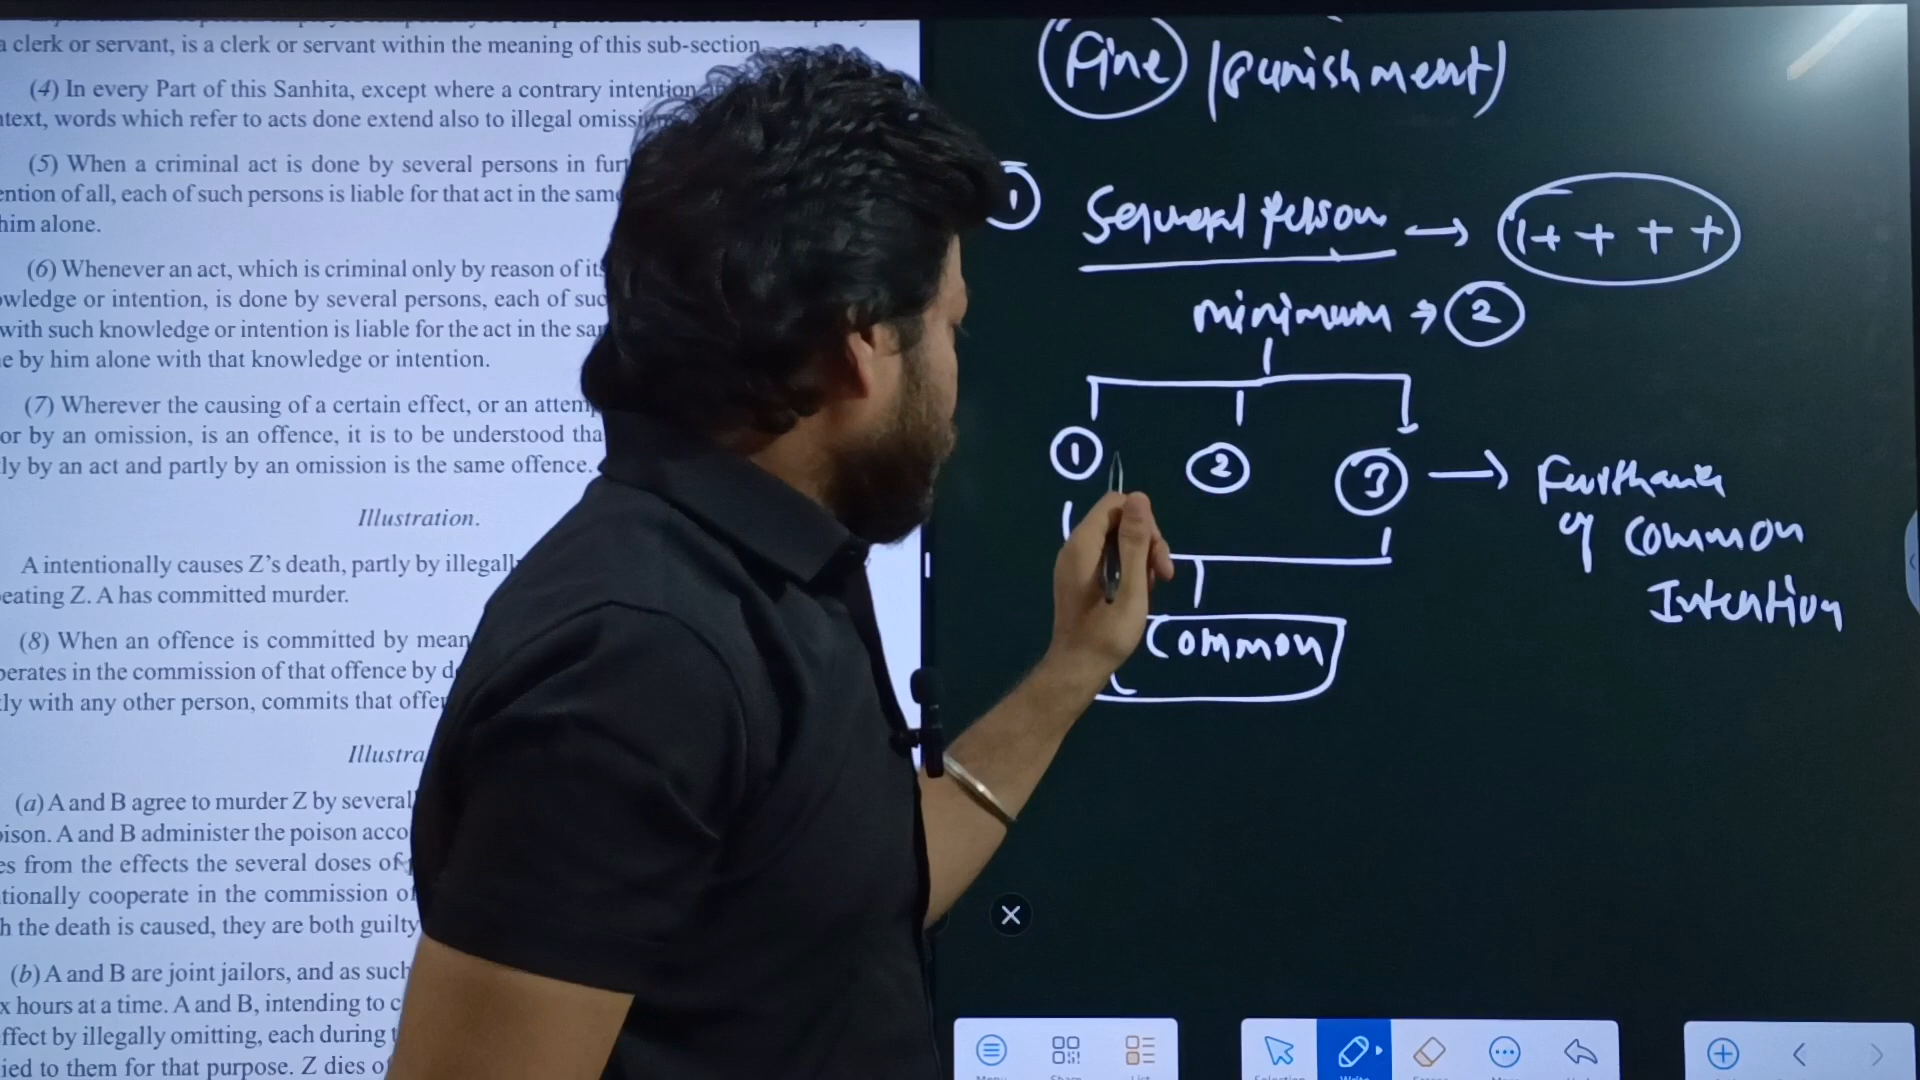 a clerk or servant, is a clerk or servant within the meaning of this sub-section
(4) In every Part of this Sanhita, except where a contrary intention
ntext, words which refer to acts done extend also to illegal omissi
(5) When a criminal act is done by several persons in furt
ention of all, each of such persons is liable for that act in the same
him alone.
(6) Whenever an act, which is criminal only by reason of its
owledge or intention, is done by several persons, each of suc
with such knowledge or intention is liable for the act in the sa
e by him alone with that knowledge or intention.
(7) Wherever the causing of a certain effect, or an attem
or by an omission, is an offence, it is to be understood tha
ly by an act and partly by an omission is the same offence.
Illustration.
A intentionally causes Z's death, partly by illegall
eating Z. A has committed murder.
(8) When an offence is committed by mean
perates in the commission of that offence by d
tly with any other person, commits that offe
Illustra
(a) A and B agree to murder Z by several
oison. A and B administer the poison acco
es from the effects the several doses of
tionally cooperate in the commission of
h the death is caused, they are both guilty
(b) A and B are joint jailors, and as such
x hours at a time. A and B, intending to c
ffect by illegally omitting, each during t
ied to them for that purpose. Z dies of
Fine / punishment)
1 person → 1 + + + +
minimum → 2
1 2 3 → 
of Common
Intention
Common